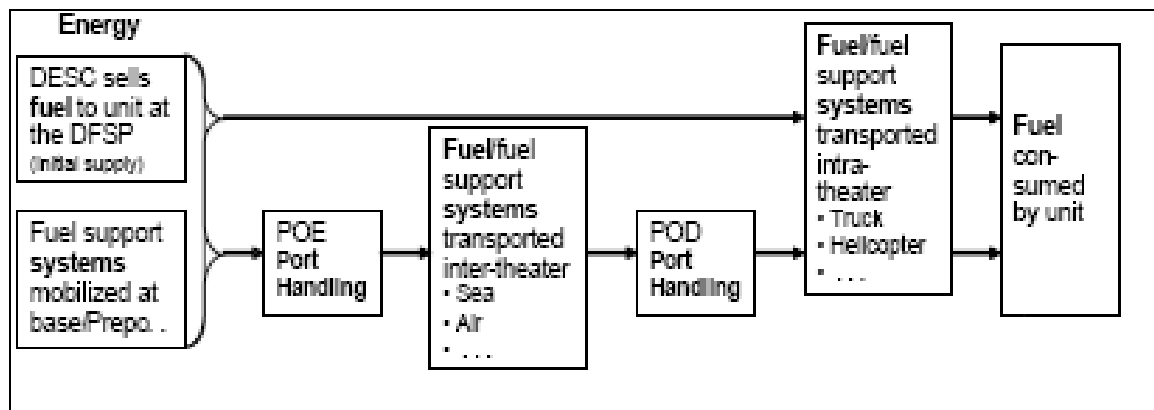 Energy
DESC sells
fuel to unit at
the DFSP
(initial supply)
Fuel support
systems
mobilized at
base/Prepo. .
POE
Port
Handling
Fuel/fuel
support
systems
transported
inter-theater
• Sea
• Air
• . . .
POD
Port
Handling
Fuel/fuel
support
systems
transported
intra-
theater
• Truck
• Helicopter
• . . .
Fuel
con-
sumed
by unit